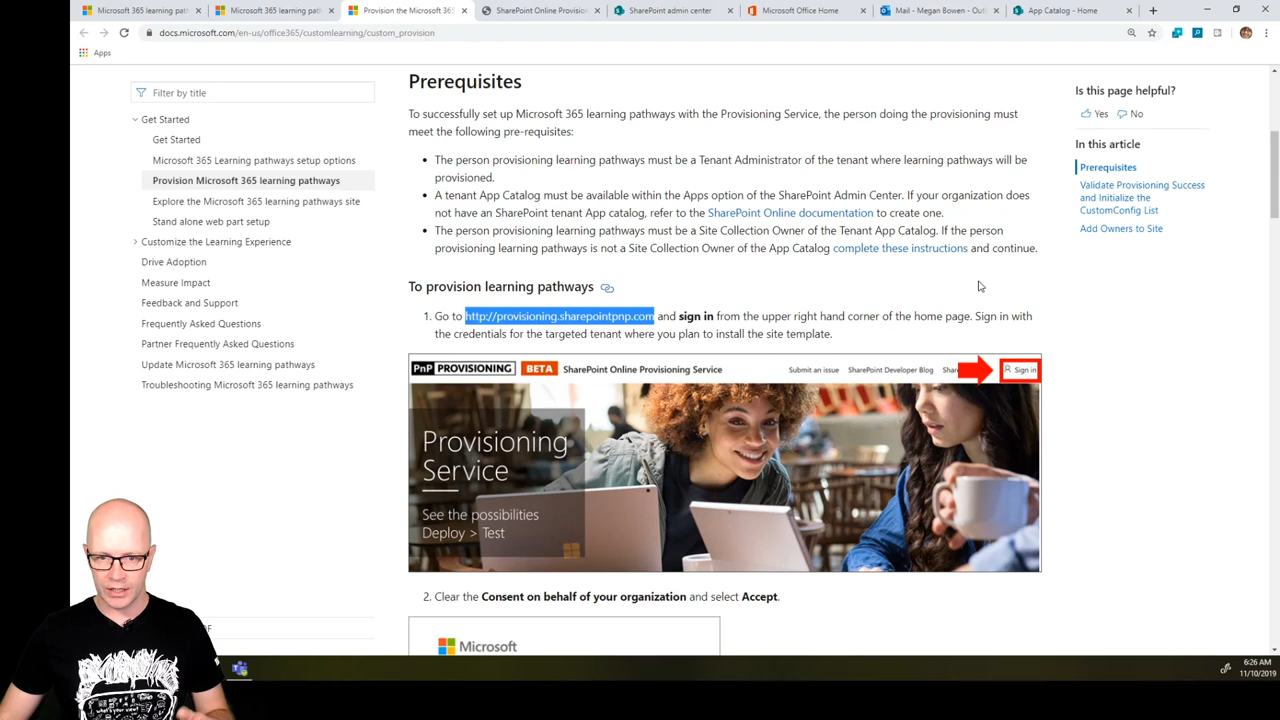 Microsoft 365 learning pat
Microsoft 365 learning pat
Provision the Microsoft 365
SharePoint Online Provision
SharePoint admin center
Microsoft Office Home
Mail - Megan Bowen - Out
App Catalog - Home
docs.microsoft.com/en-us/office365/customlearning/custom_provision
Apps
Filter by title
Get Started
Get Started
Microsoft 365 Learning pathways setup options
Provision Microsoft 365 learning pathways
Explore the Microsoft 365 learning pathways site
Stand alone web part setup
Customize the Learning Experience
Drive Adoption
Measure Impact
Feedback and Support
Frequently Asked Questions
Partner Frequently Asked Questions
Update Microsoft 365 learning pathways
Troubleshooting Microsoft 365 learning pathways
Prerequisites
To successfully set up Microsoft 365 learning pathways with the Provisioning Service, the person doing the provisioning must
meet the following pre-requisites:
• The person provisioning learning pathways must be a Tenant Administrator of the tenant where learning pathways will be
provisioned.
• A tenant App Catalog must be available within the Apps option of the SharePoint Admin Center. If your organization does
not have an SharePoint tenant App catalog, refer to the SharePoint Online documentation to create one.
• The person provisioning learning pathways must be a Site Collection Owner of the Tenant App Catalog. If the person
provisioning learning pathways is not a Site Collection Owner of the App Catalog complete these instructions and continue.
To provision learning pathways
1. Go to http://provisioning.sharepointpnp.com and sign in from the upper right hand corner of the home page. Sign in with
the credentials for the targeted tenant where you plan to install the site template.
PnP PROVISIONING BETA SharePoint Online Provisioning Service Submit an issue SharePoint Developer Blog Shar Sign in
Provisioning
Service
See the possibilities
Deploy > Test
2. Clear the Consent on behalf of your organization and select Accept.
Microsoft
Is this page helpful?
Yes No
In this article
Prerequisites
Validate Provisioning Success
and Initialize the
CustomConfig List
Add Owners to Site
what's your view?
6:26 AM
11/10/2019